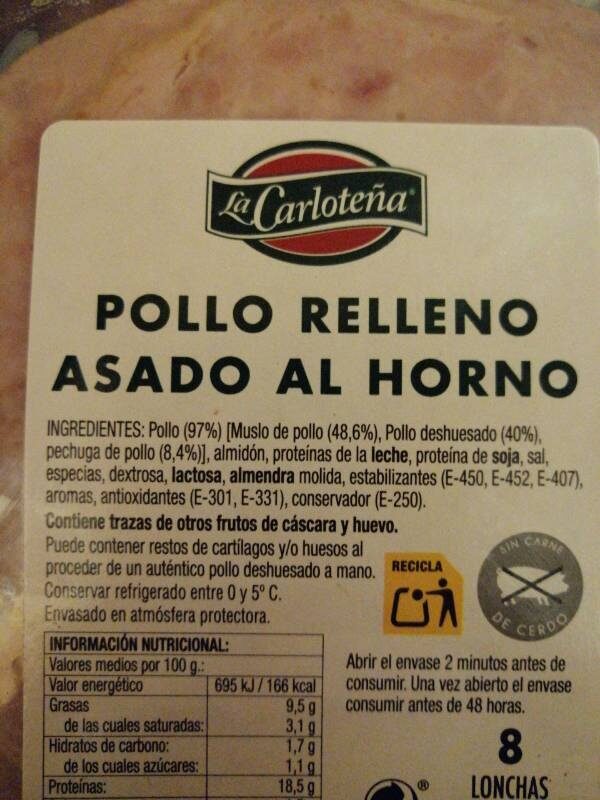 La Carloteña
POLLO RELLENO
ASADO AL HORNO
INGREDIENTES: Pollo (97%) [Muslo de pollo (48,6%), Pollo deshuesado (40%),
pechuga de pollo (8,4%)], almidón, proteínas de la leche, proteína de soja, sal,
especias, dextrosa, lactosa, almendra molida, estabilizantes (E-450, E-452, E-407),
aromas, antioxidantes (E-301, E-331), conservador (E-250).
Contiene trazas de otros frutos de cáscara y huevo.
Puede contener restos de cartílagos y/o huesos al
proceder de un auténtico pollo deshuesado a mano.
Conservar refrigerado entre 0 y 5º C.
Envasado en atmósfera protectora.
RECICLA
SIN CARNE
DE CERDO
INFORMACIÓN NUTRICIONAL:
Valores medios por 100 g.:
Valor energético 695 kJ / 166 kcal
Grasas 9,5 g
de las cuales saturadas: 3,1 g
Hidratos de carbono: 1,7 g
de los cuales azúcares: 1,1 g
Proteínas: 18,5 g
Abrir el envase 2 minutos antes de
consumir. Una vez abierto el envase
consumir antes de 48 horas.
8
LONCHAS
®